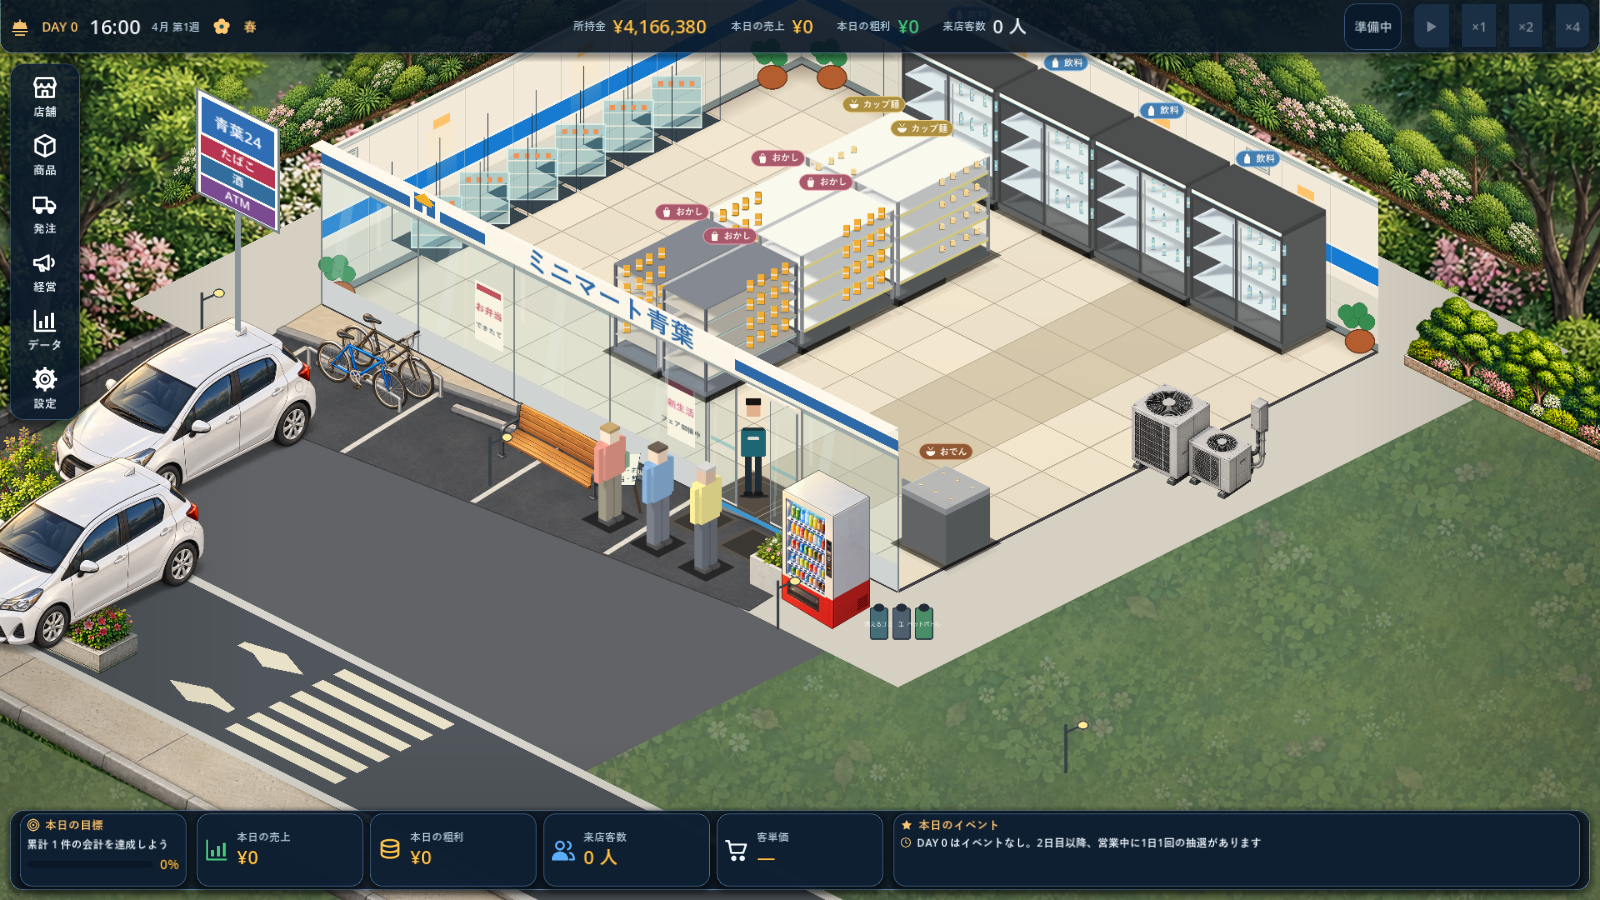 DAY 0 16:00 4月 第1週 春
所持金 ¥4,166,380 本日の売上 ¥0 本日の粗利 ¥0 来店客数 0 人
準備中 ×1 ×2 ×4
店舗
商品
発注
経営
データ
設定
青葉24
たばこ
酒
ATM
飲料
飲料
飲料
カップ麺
カップ麺
おかし
おかし
おかし
おかし
ミニマート青葉
お弁当
できたて
新生活
おでん
本日の目標
累計 1 件の会計を達成しよう
0%
本日の売上
¥0
本日の粗利
¥0
来店客数
0 人
客単価
—
本日のイベント
DAY 0 はイベントなし。2日目以降、営業中に1日1回の抽選があります